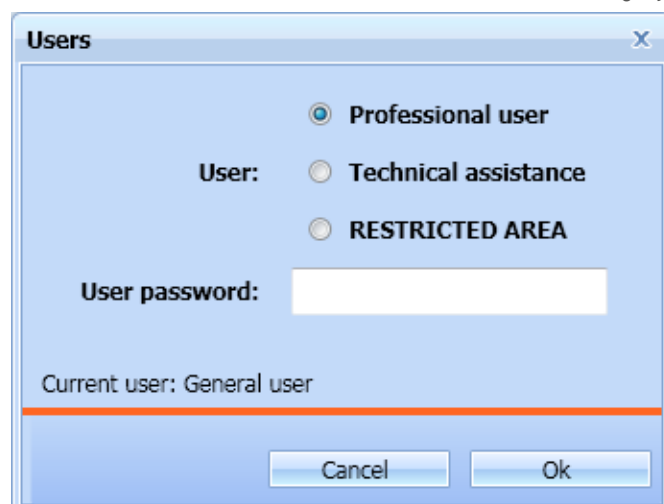 Users
Professional user
User:
Technical assistance
RESTRICTED AREA
User password:
Current user: General user
Cancel
Ok